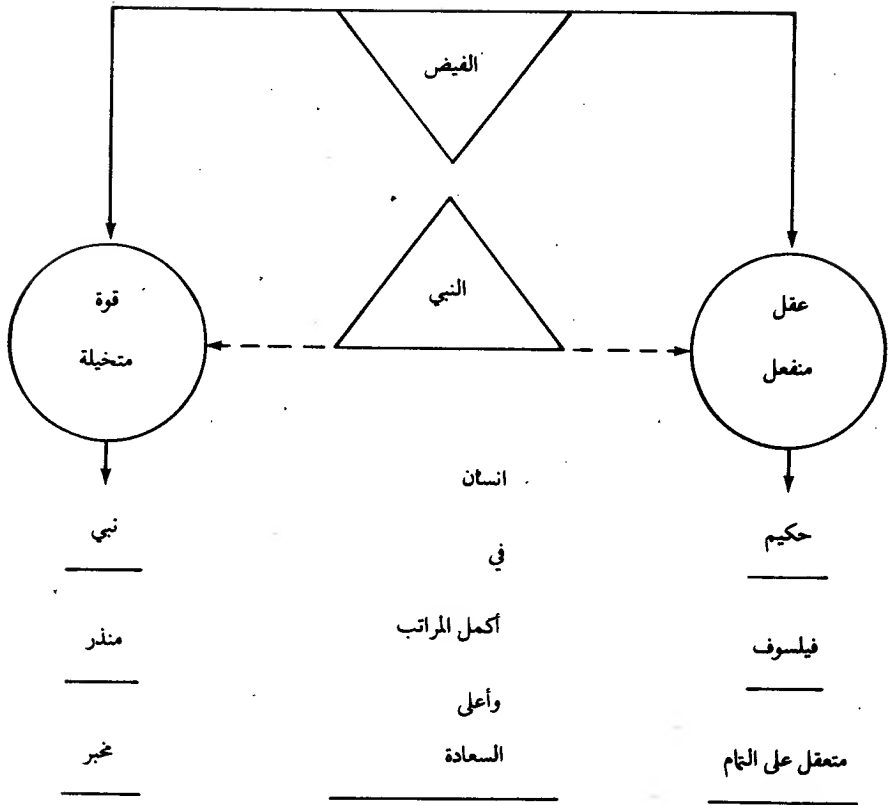 الفيض
النبي
عقل
منفعل
قوة
متخيلة
حكيم
فيلسوف
متعقل على التمام
انسان
في
أكمل المراتب
وأعلى
السعادة
نبي
منذر
مخبر